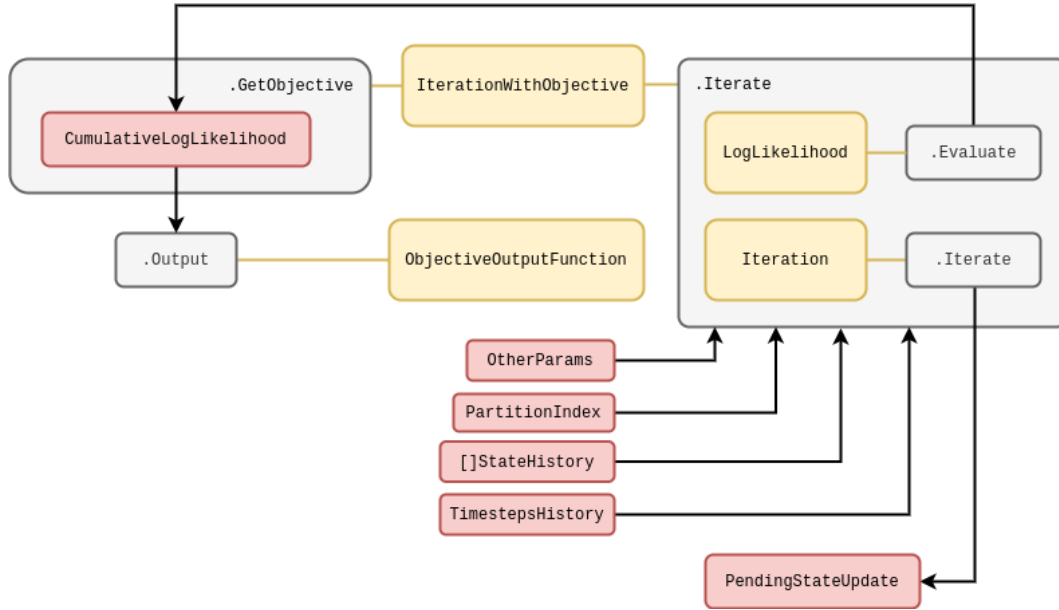 .GetObjective
IterationWithObjective
.Iterate
CumulativeLogLikelihood
LogLikelihood
.Evaluate
.Output
ObjectiveOutputFunction
Iteration
.Iterate
OtherParams
PartitionIndex
[]StateHistory
TimestepsHistory
PendingStateUpdate